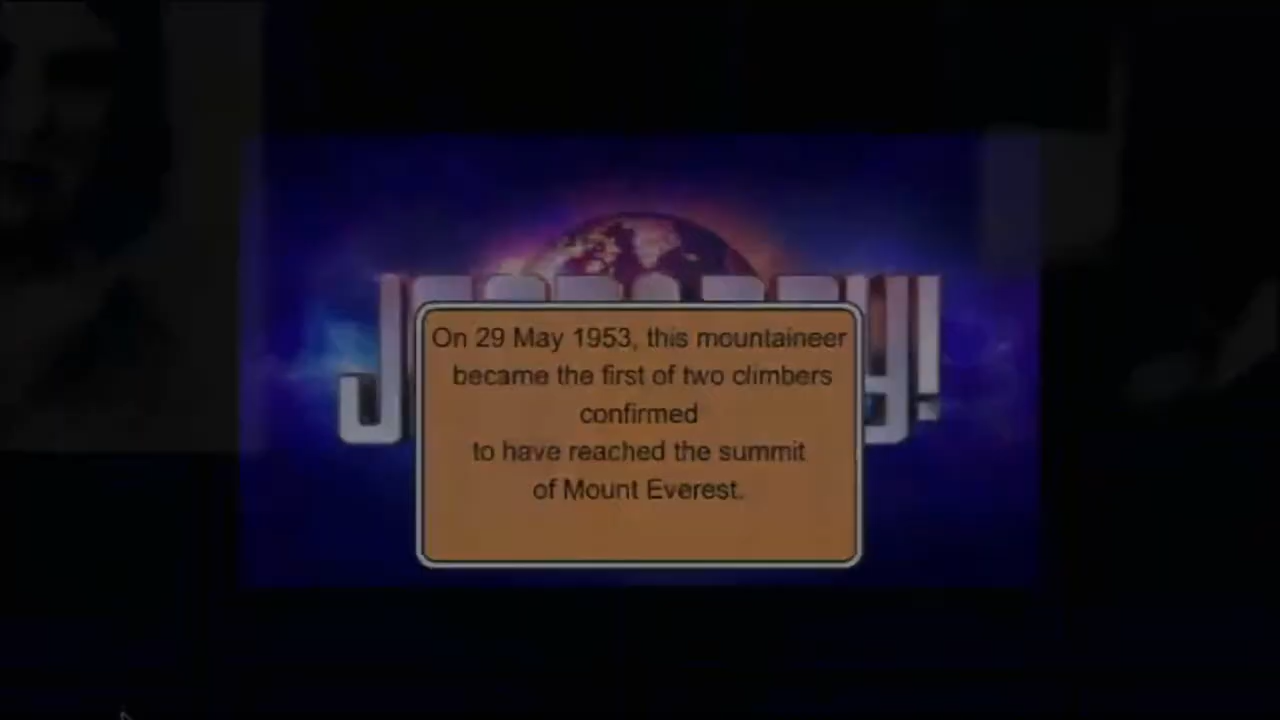 JEOPARDY!
On 29 May 1953, this mountaineer
became the first of two climbers
confirmed
to have reached the summit
of Mount Everest.